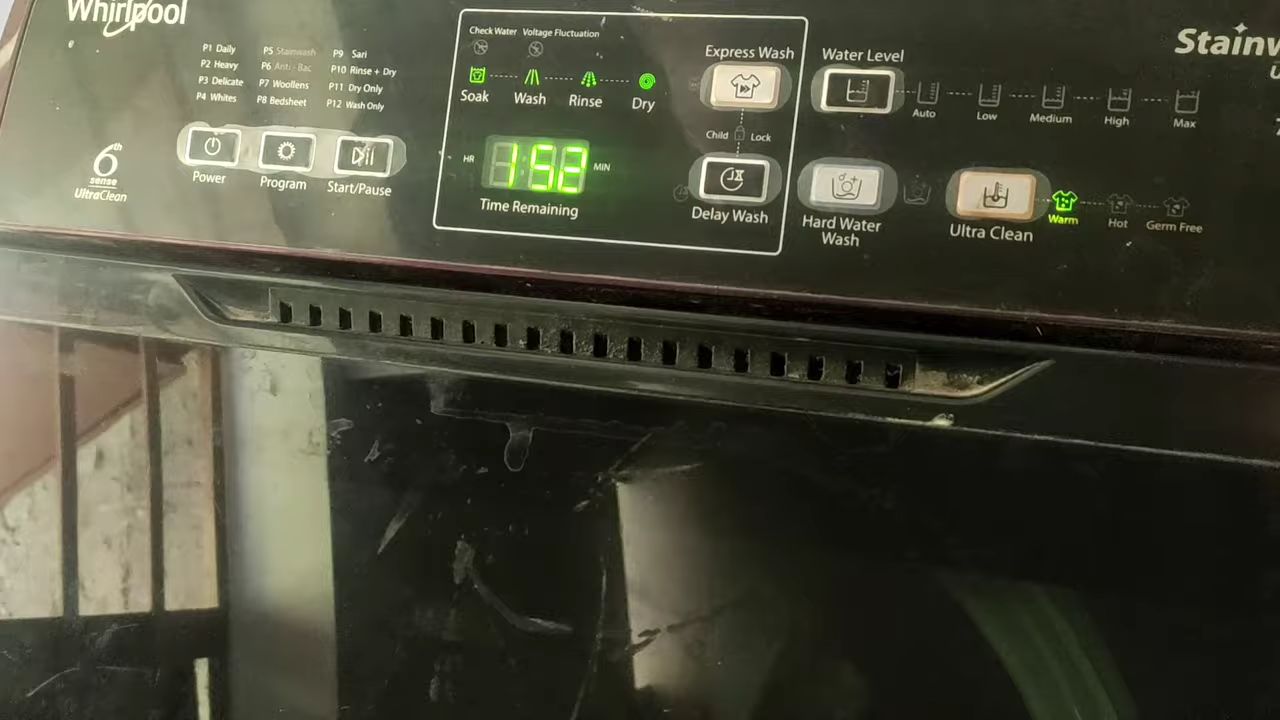 Whirlpool
P1 Daily
P2 Heavy
P3 Delicate
P4 Whites
P5 Stainwash
P6 Anti-Bac
P7 Woollens
P8 Bedsheet
P9 Sari
P10 Rinse + Dry
P11 Dry Only
P12 Wash Only
6th
sense
UltraClean
Power
Program
Start/Pause
Check Water Voltage Fluctuation
Soak Wash Rinse Dry
HR 1 52 MIN
Time Remaining
Express Wash
Child Lock
Delay Wash
Water Level
Auto Low Medium High Max
Hard Water
Wash
Ultra Clean
Warm Hot Germ Free
Stainw